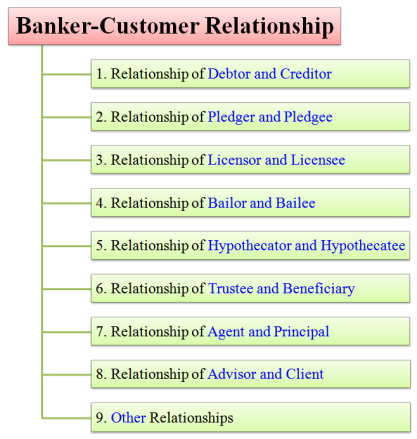 Banker-Customer Relationship
1. Relationship of Debtor and Creditor
2. Relationship of Pledger and Pledgee
3. Relationship of Licensor and Licensee
4. Relationship of Bailor and Bailee
5. Relationship of Hypothecator and Hypothecatee
6. Relationship of Trustee and Beneficiary
7. Relationship of Agent and Principal
8. Relationship of Advisor and Client
9. Other Relationships